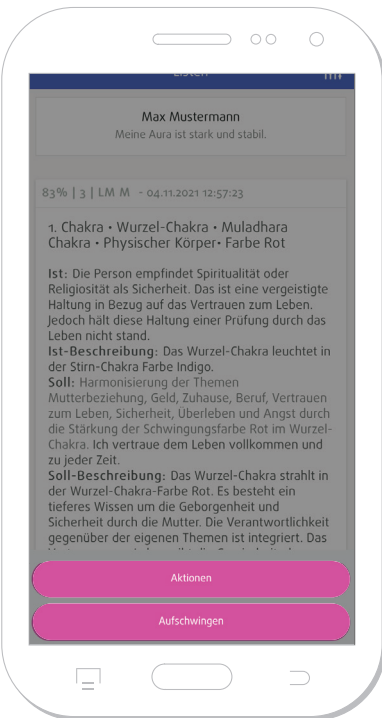 Listen
Max Mustermann
Meine Aura ist stark und stabil.
83% | 3 | LM M - 04.11.2021 12:57:23
1. Chakra • Wurzel-Chakra • Muladhara
Chakra • Physischer Körper• Farbe Rot
Ist: Die Person empfindet Spiritualität oder
Religiosität als Sicherheit. Das ist eine vergeistigte
Haltung in Bezug auf das Vertrauen zum Leben.
Jedoch hält diese Haltung einer Prüfung durch das
Leben nicht stand.
Ist-Beschreibung: Das Wurzel-Chakra leuchtet in
der Stirn-Chakra Farbe Indigo.
Soll: Harmonisierung der Themen
Mutterbeziehung, Geld, Zuhause, Beruf, Vertrauen
zum Leben, Sicherheit, Überleben und Angst durch
die Stärkung der Schwingungsfarbe Rot im Wurzel-
Chakra. Ich vertraue dem Leben vollkommen und
zu jeder Zeit.
Soll-Beschreibung: Das Wurzel-Chakra strahlt in
der Wurzel-Chakra-Farbe Rot. Es besteht ein
tieferes Wissen um die Geborgenheit und
Sicherheit durch die Mutter. Die Verantwortlichkeit
gegenüber der eigenen Themen ist integriert. Das
Aktionen
Aufschwingen